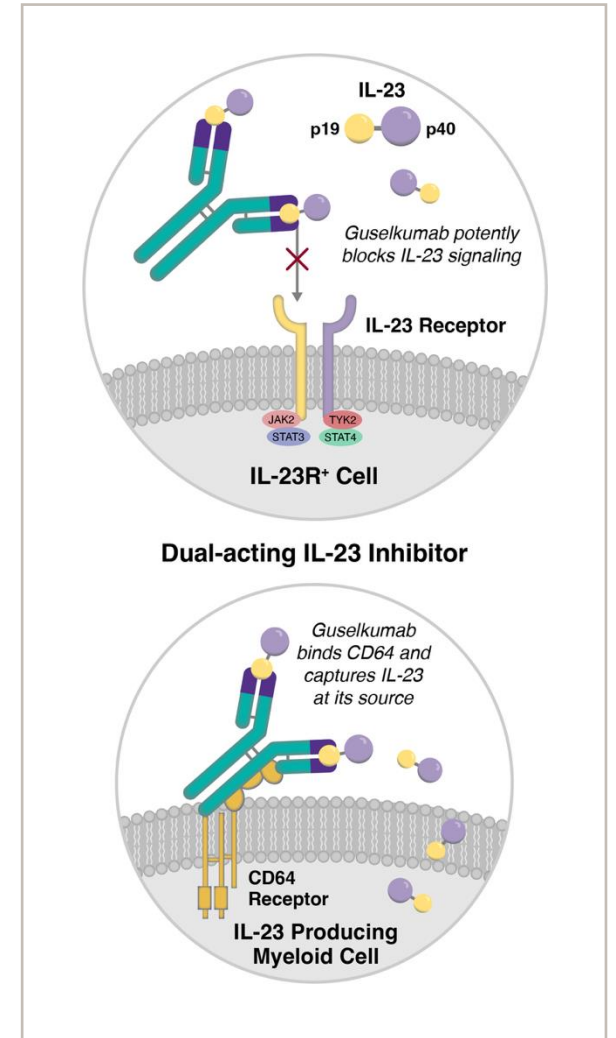 IL-23
p19 p40
Guselkumab potently
blocks IL-23 signaling
IL-23 Receptor
JAK2 TYK2
STAT3 STAT4
IL-23R⁺ Cell
Dual-acting IL-23 Inhibitor
Guselkumab
binds CD64 and
captures IL-23
at its source
CD64
Receptor
IL-23 Producing
Myeloid Cell